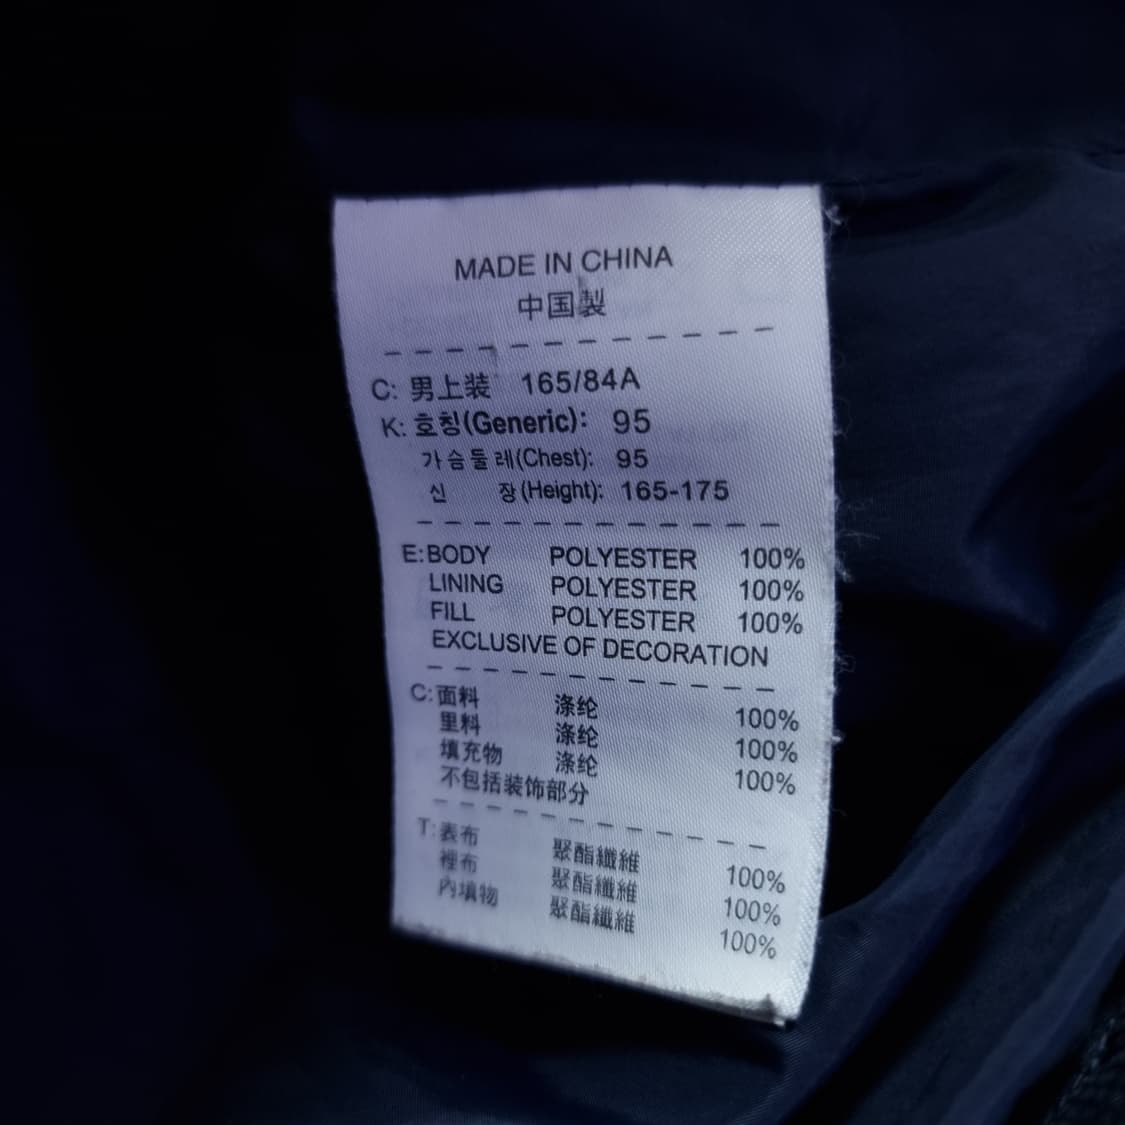 MADE IN CHINA
中国製
C: 男上装 165/84A
K: 호칭(Generic): 95
가슴둘레(Chest): 95
신 장(Height): 165-175
E: BODY POLYESTER 100%
LINING POLYESTER 100%
FILL POLYESTER 100%
EXCLUSIVE OF DECORATION
C: 面料 涤纶 100%
里料 涤纶 100%
填充物 涤纶 100%
不包括装饰部分
T: 表布 聚酯纖維 100%
裡布 聚酯纖維 100%
內填物 聚酯纖維 100%